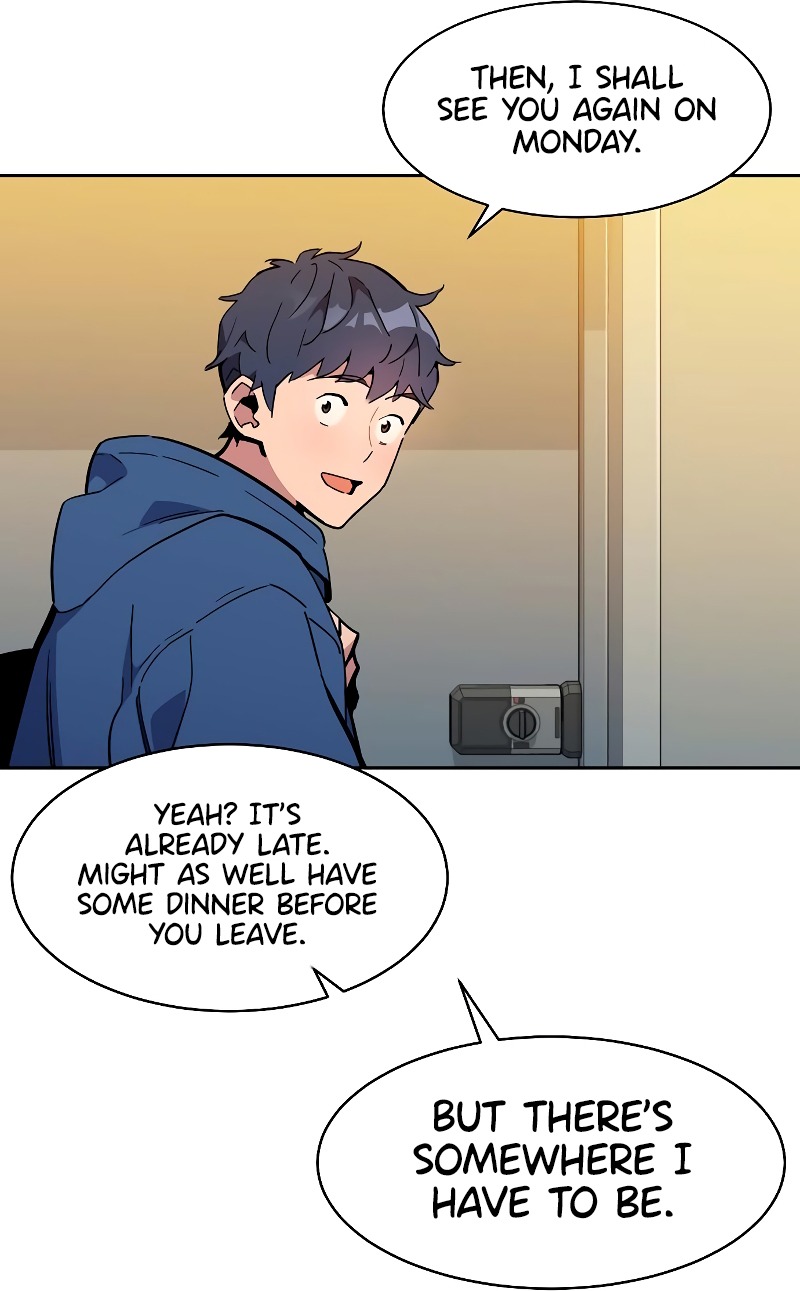 THEN, I SHALL
SEE YOU AGAIN ON
MONDAY.
YEAH? IT'S
ALREADY LATE.
MIGHT AS WELL HAVE
SOME DINNER BEFORE
YOU LEAVE.
BUT THERE'S
SOMEWHERE I
HAVE TO BE.